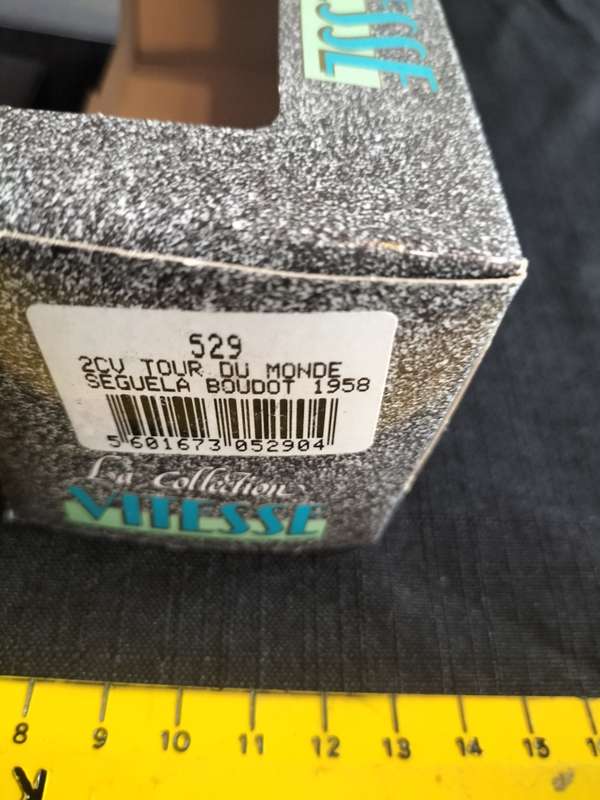 529
2CV TOUR DU MONDE
SEGUELA BOUDOT 1958
5 601673 052904
La Collection
VITESSE
8 9 10 11 12 13 14 15